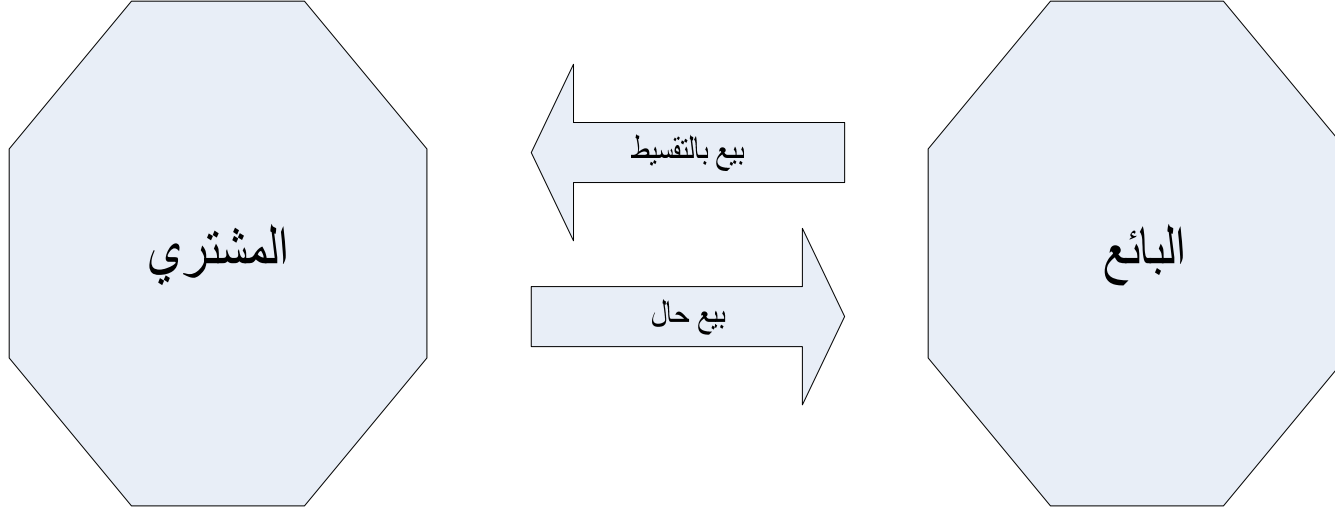 البائع
بيع بالتقسيط
بيع حال
المشتري